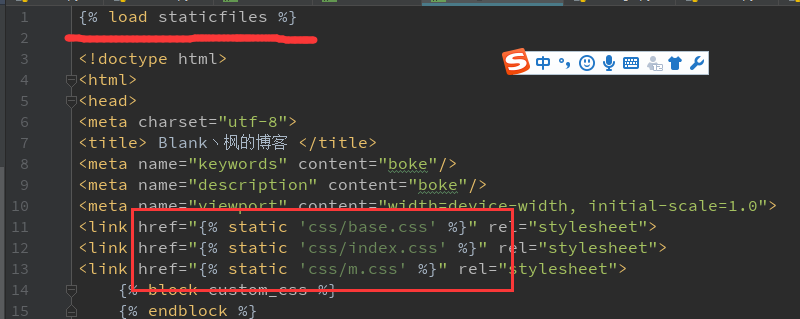 1 {% load staticfiles %}
2
3 <!doctype html>
4 <html>
5 <head>
6 <meta charset="utf-8">
7 <title> Blank丶枫的博客 </title>
8 <meta name="keywords" content="boke"/>
9 <meta name="description" content="boke"/>
10 <meta name="viewport" content="width=device-width, initial-scale=1.0">
11 <link href="{% static 'css/base.css' %}" rel="stylesheet">
12 <link href="{% static 'css/index.css' %}" rel="stylesheet">
13 <link href="{% static 'css/m.css' %}" rel="stylesheet">
14 {% block custom_css %}
15 {% endblock %}
S 中 °,